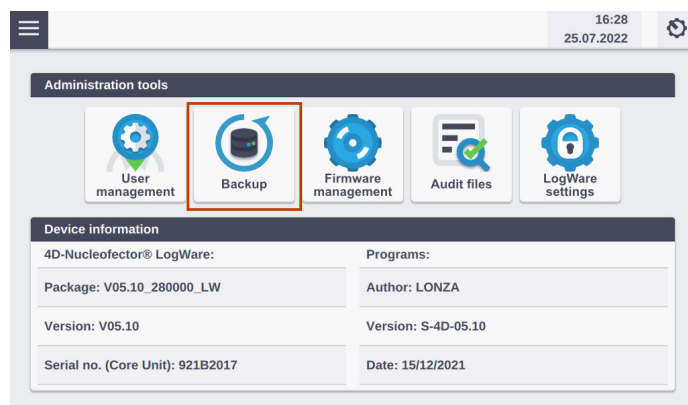 16:28
25.07.2022
Administration tools
User
management
Backup
Firmware
management
Audit files
LogWare
settings
Device information
4D-Nucleofector® LogWare:
Programs:
Package: V05.10_280000_LW
Author: LONZA
Version: V05.10
Version: S-4D-05.10
Serial no. (Core Unit): 921B2017
Date: 15/12/2021